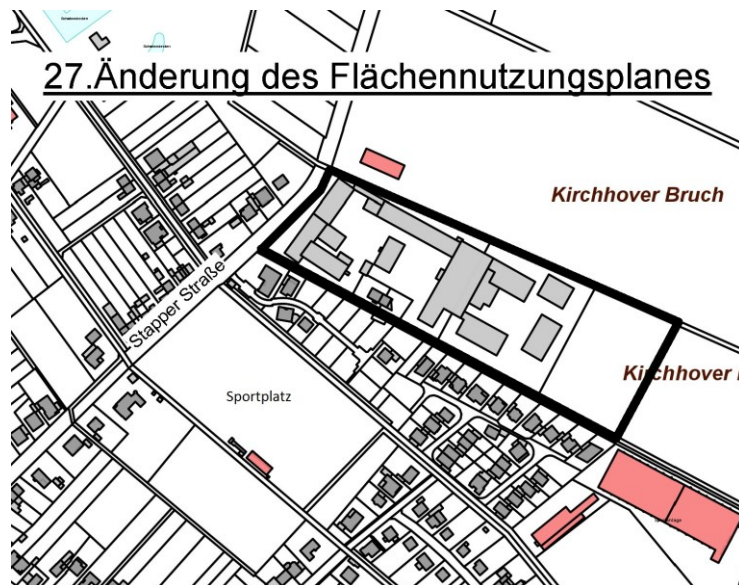 27.Änderung des Flächennutzungsplanes
Kirchhover Bruch
Stapper Straße
Kirchhover
Sportplatz